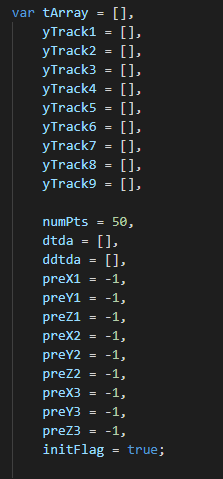 var tArray = [],
yTrack1 = [],
yTrack2 = [],
yTrack3 = [],
yTrack4 = [],
yTrack5 = [],
yTrack6 = [],
yTrack7 = [],
yTrack8 = [],
yTrack9 = [],
numPts = 50,
dtda = [],
ddtda = [],
preX1 = -1,
preY1 = -1,
preZ1 = -1,
preX2 = -1,
preY2 = -1,
preZ2 = -1,
preX3 = -1,
preY3 = -1,
preZ3 = -1,
initFlag = true;